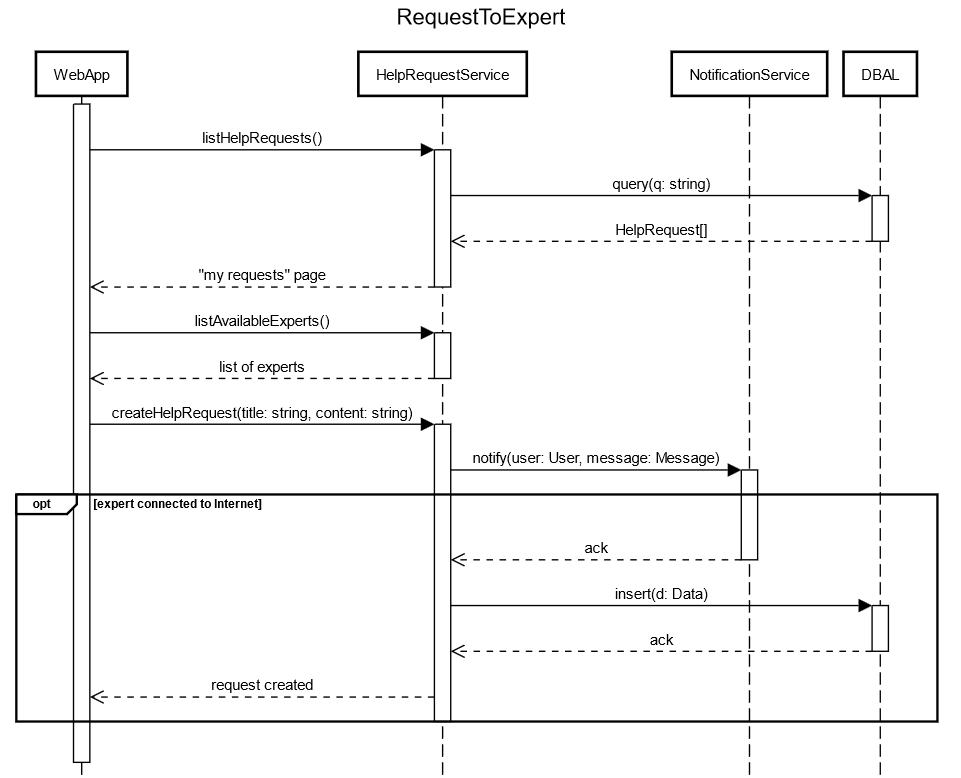 RequestToExpert
WebApp
HelpRequestService
NotificationService
DBAL
listHelpRequests()
query(q: string)
HelpRequest[]
"my requests" page
listAvailableExperts()
list of experts
createHelpRequest(title: string, content: string)
notify(user: User, message: Message)
opt
[expert connected to Internet]
ack
insert(d: Data)
ack
request created